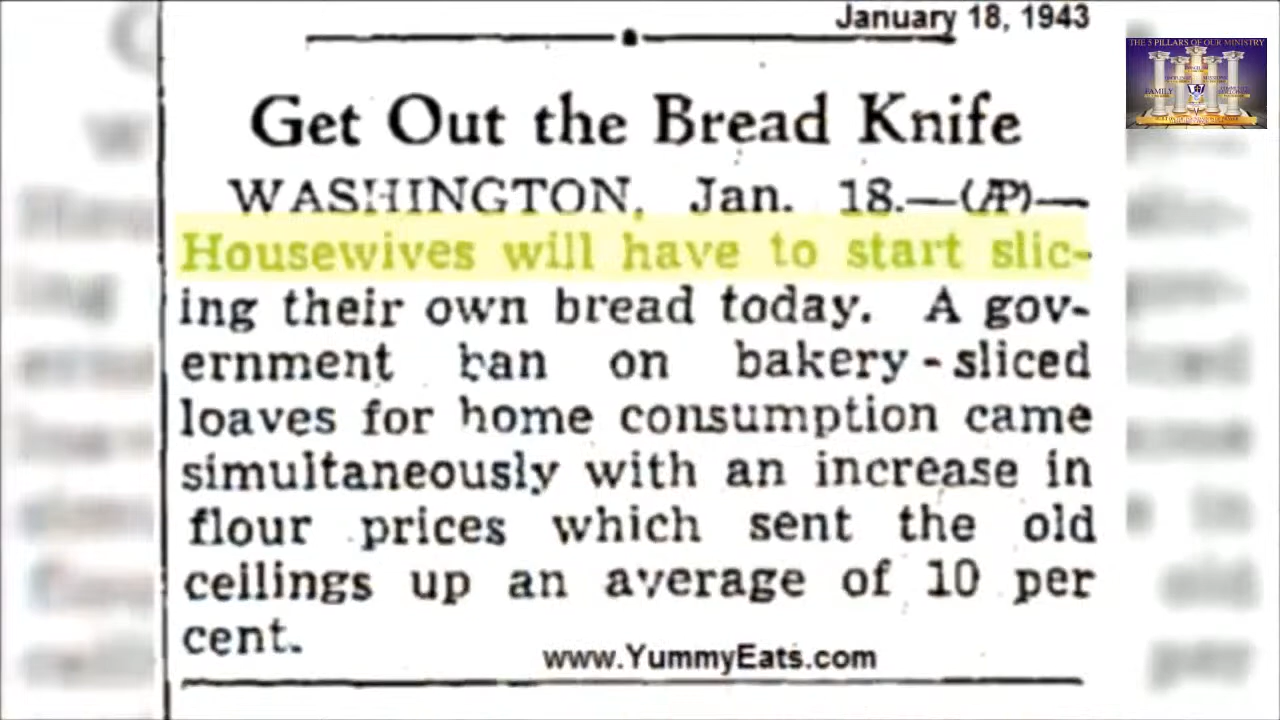 January 18, 1943
THE 5 PILLARS OF OUR MINISTRY
FAMILY
Get Out the Bread Knife
WASHINGTON, Jan. 18.—(AP)—
Housewives will have to start slic-
ing their own bread today. A gov-
ernment ban on bakery-sliced
loaves for home consumption came
simultaneously with an increase in
flour prices which sent the old
ceilings up an average of 10 per
cent.
www.YummyEats.com